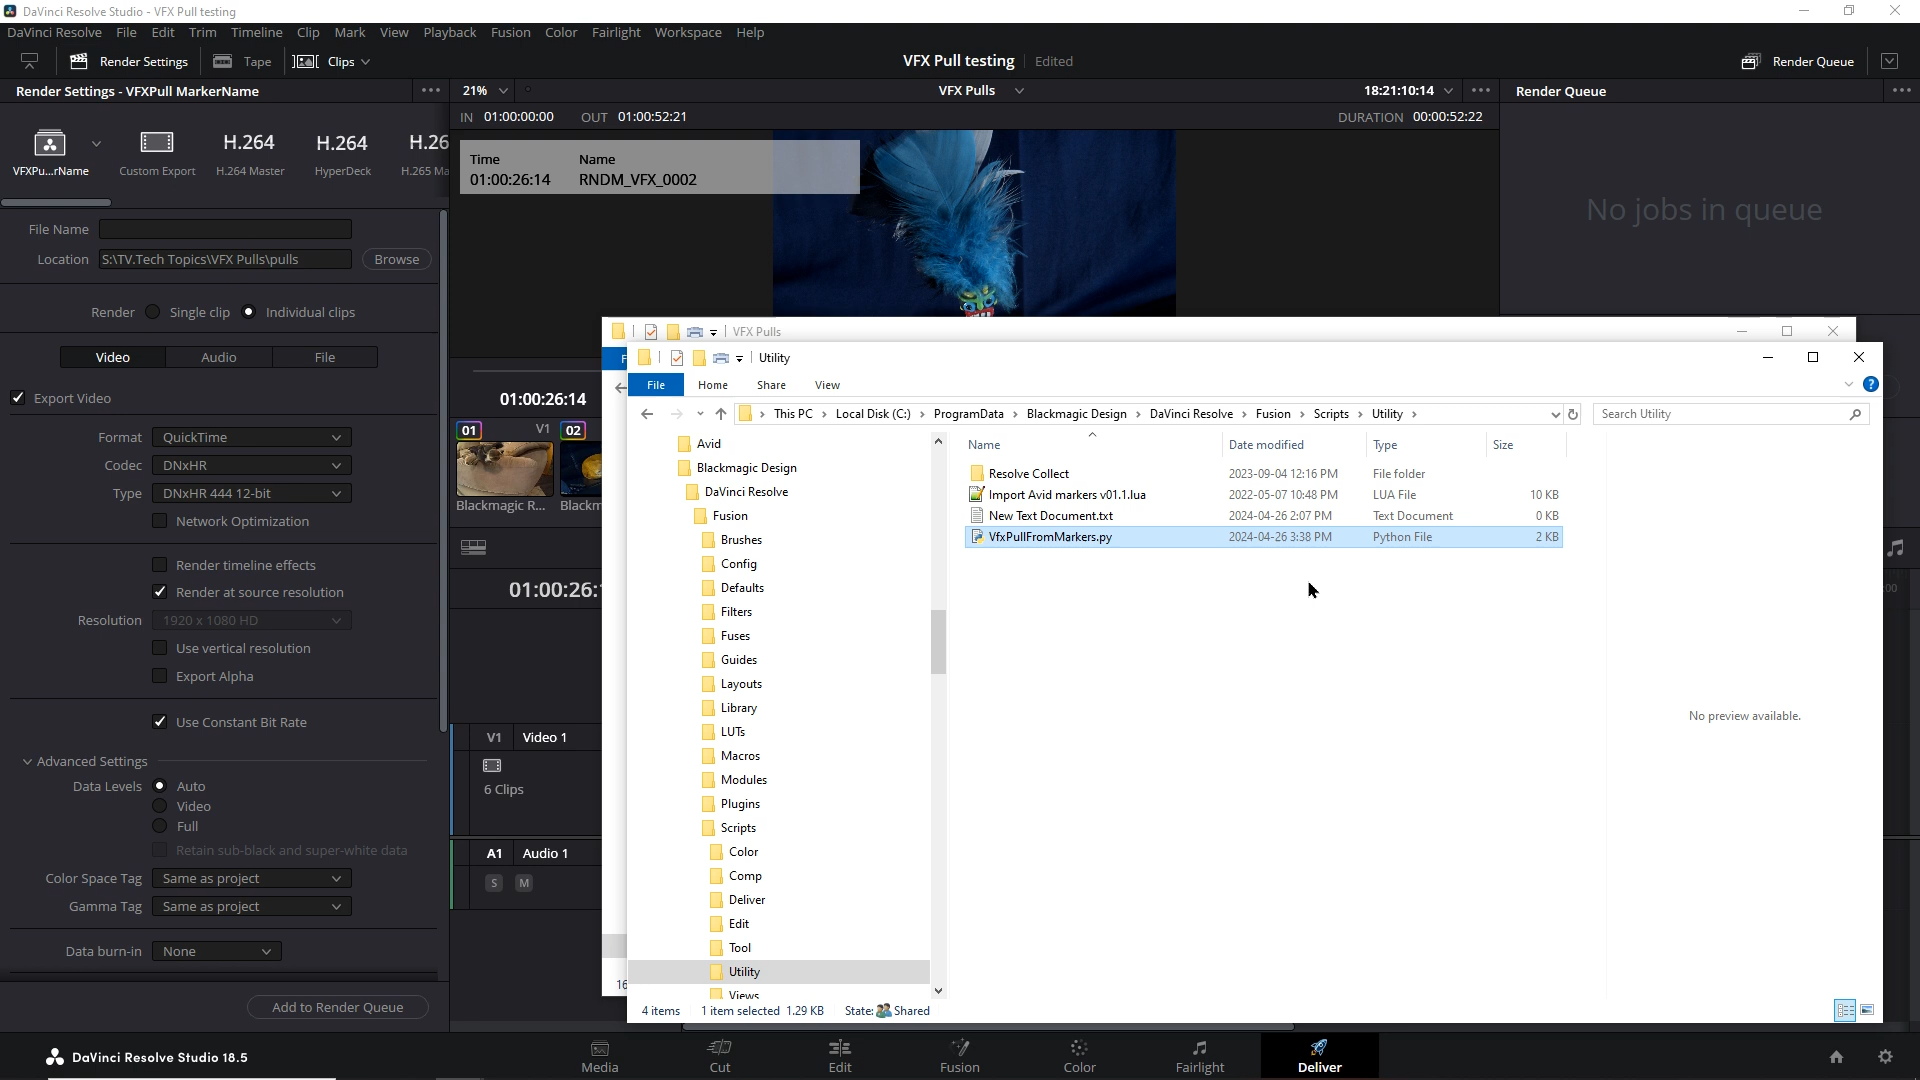 DaVinci Resolve Studio - VFX Pull testing
DaVinci Resolve File Edit Trim Timeline Clip Mark View Playback Fusion Color Fairlight Workspace Help
Render Settings Tape Clips VFX Pull testing Edited Render Queue
Render Settings - VFXPull MarkerName 21% VFX Pulls 18:21:10:14 Render Queue
IN 01:00:00:00 OUT 01:00:52:21 DURATION 00:00:52:22
H.264 H.264 H.26
VFXPu...rName Custom Export H.264 Master HyperDeck H.265 Ma
Time Name
01:00:26:14 RNDM_VFX_0002
No jobs in queue
File Name
Location S:\TV.Tech Topics\VFX Pulls\pulls Browse
Render Single clip Individual clips
Video Audio File
Export Video
Format QuickTime
Codec DNxHR
Type DNxHR 444 12-bit
Network Optimization
Render timeline effects
Render at source resolution
Resolution 1920 x 1080 HD
Use vertical resolution
Export Alpha
Use Constant Bit Rate
Advanced Settings
Data Levels Auto
Video
Full
Retain sub-black and super-white data
Color Space Tag Same as project
Gamma Tag Same as project
Data burn-in None
Add to Render Queue
01:00:26:14
01 V1 02
Blackmagic R... Blackm
01:00:26:
V1 Video 1
6 Clips
A1 Audio 1
S M
VFX Pulls
F
16
:00
Utility
File Home Share View
?
This PC Local Disk (C:) ProgramData Blackmagic Design DaVinci Resolve Fusion Scripts Utility Search Utility
Name Date modified Type Size
Resolve Collect 2023-09-04 12:16 PM File folder
Import Avid markers v01.1.lua 2022-05-07 10:48 PM LUA File 10 KB
New Text Document.txt 2024-04-26 2:07 PM Text Document 0 KB
VfxPullFromMarkers.py 2024-04-26 3:38 PM Python File 2 KB
Avid
Blackmagic Design
DaVinci Resolve
Fusion
Brushes
Config
Defaults
Filters
Fuses
Guides
Layouts
Library
LUTs
Macros
Modules
Plugins
Scripts
Color
Comp
Deliver
Edit
Tool
Utility
Views
No preview available.
4 items 1 item selected 1.29 KB State: Shared
DaVinci Resolve Studio 18.5
Media Cut Edit Fusion Color Fairlight Deliver